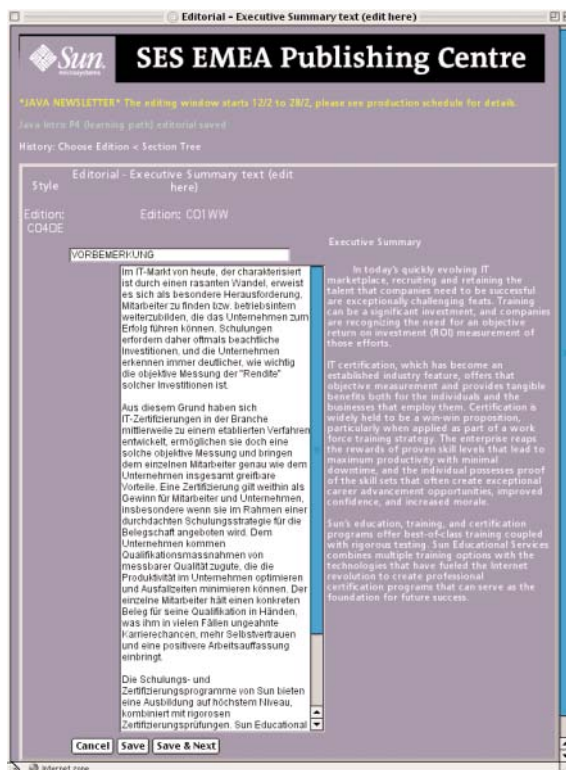 Editorial - Executive Summary text (edit here)
Sun
microsystems
SES EMEA Publishing Centre
*JAVA NEWSLETTER* The editing window starts 12/2 to 28/2, please see production schedule for details.
Java Intro P4 (learning path) editorial saved
History: Choose Edition < Section Tree
Style
Editorial - Executive Summary text (edit
here)
Edition:
CO4DE
Edition: CO1WW
VORBEMERKUNG
Im IT-Markt von heute, der charakterisiert
ist durch einen rasanten Wandel, erweist
es sich als besondere Herausforderung,
Mitarbeiter zu finden bzw. betriebsintern
weiterzubilden, die das Unternehmen zum
Erfolg führen können. Schulungen
erfordern daher oftmals beachtliche
Investitionen, und die Unternehmen
erkennen immer deutlicher, wie wichtig
die objektive Messung der "Rendite"
solcher Investitionen ist.
Aus diesem Grund haben sich
IT-Zertifizierungen in der Branche
mittlerweile zu einem etablierten Verfahren
entwickelt, ermöglichen sie doch eine
solche objektive Messung und bringen
dem einzelnen Mitarbeiter genau wie dem
Unternehmen insgesamt greifbare
Vorteile. Eine Zertifizierung gilt weithin als
Gewinn für Mitarbeiter und Unternehmen,
insbesondere wenn sie im Rahmen einer
durchdachten Schulungsstrategie für die
Belegschaft angeboten wird. Dem
Unternehmen kommen
Qualifikationsmassnahmen von
messbarer Qualität zugute, die die
Produktivität im Unternehmen optimieren
und Ausfallzeiten minimieren können. Der
einzelne Mitarbeiter hält einen konkreten
Beleg für seine Qualifikation in Händen,
was ihm in vielen Fällen ungeahnte
Karrierechancen, mehr Selbstvertrauen
und eine positivere Arbeitsauffassung
einbringt.
Die Schulungs- und
Zertifizierungsprogramme von Sun bieten
eine Ausbildung auf höchstem Niveau,
kombiniert mit rigorosen
Zertifizierungsprüfungen. Sun Educational
Executive Summary
In today's quickly evolving IT
marketplace, recruiting and retaining the
talent that companies need to be successful
are exceptionally challenging feats. Training
can be a significant investment, and companies
are recognizing the need for an objective
return on investment (ROI) measurement of
those efforts.
IT certification, which has become an
established industry feature, offers that
objective measurement and provides tangible
benefits both for the individuals and the
businesses that employ them. Certification is
widely held to be a win-win proposition,
particularly when applied as part of a work
force training strategy. The enterprise reaps
the rewards of proven skill levels that lead to
maximum productivity with minimal
downtime, and the individual possesses proof
of the skill sets that often create exceptional
career advancement opportunities, improved
confidence, and increased morale.
Sun's education, training, and certification
programs offer best-of-class training coupled
with rigorous testing. Sun Educational Services
combines multiple training options with the
technologies that have fueled the Internet
revolution to create professional
certification programs that can serve as the
foundation for future success.
Cancel Save Save & Next
Internet zone